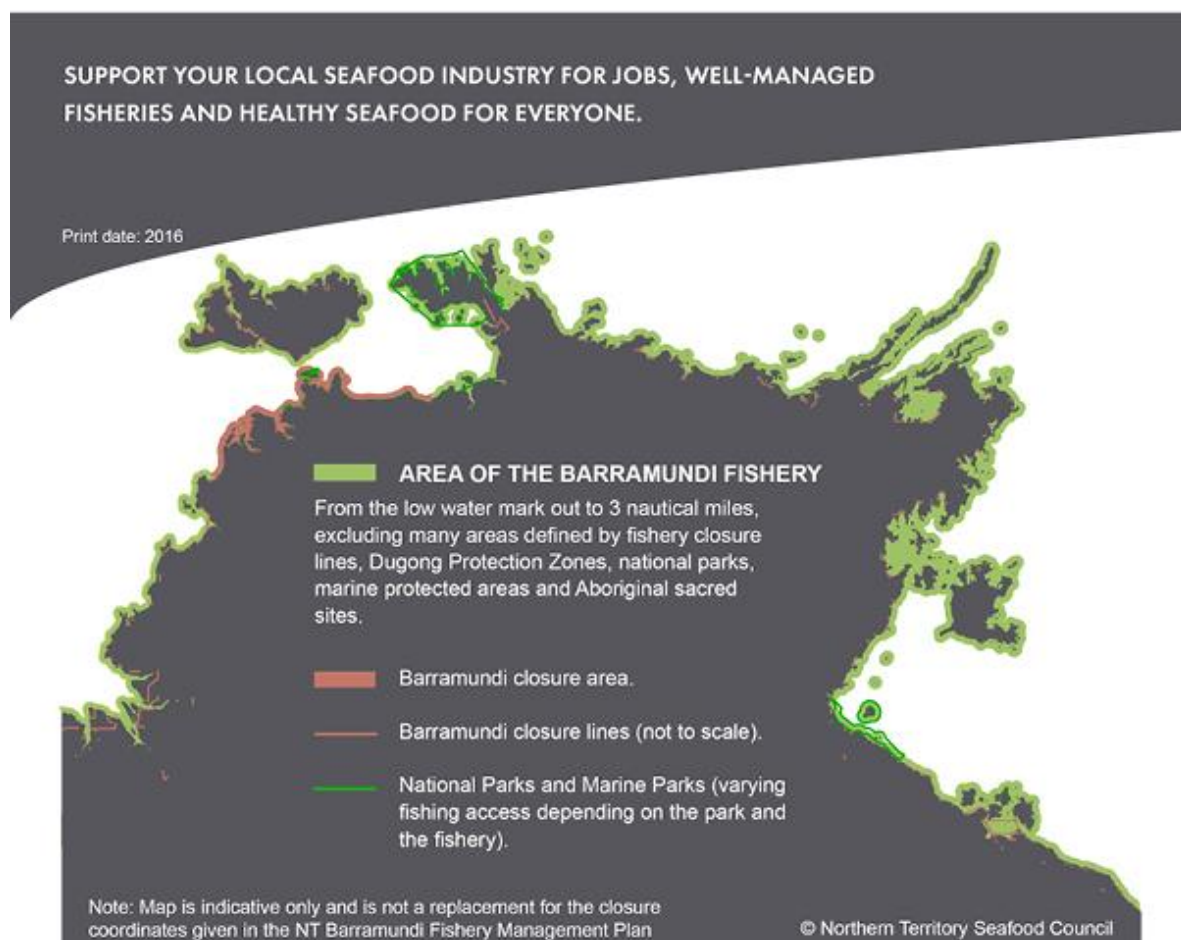 SUPPORT YOUR LOCAL SEAFOOD INDUSTRY FOR JOBS, WELL-MANAGED
FISHERIES AND HEALTHY SEAFOOD FOR EVERYONE.
Print date: 2016
AREA OF THE BARRAMUNDI FISHERY
From the low water mark out to 3 nautical miles,
excluding many areas defined by fishery closure
lines, Dugong Protection Zones, national parks,
marine protected areas and Aboriginal sacred
sites.
Barramundi closure area.
Barramundi closure lines (not to scale).
National Parks and Marine Parks (varying
fishing access depending on the park and
the fishery).
Note: Map is indicative only and is not a replacement for the closure
coordinates given in the NT Barramundi Fishery Management Plan
© Northern Territory Seafood Council